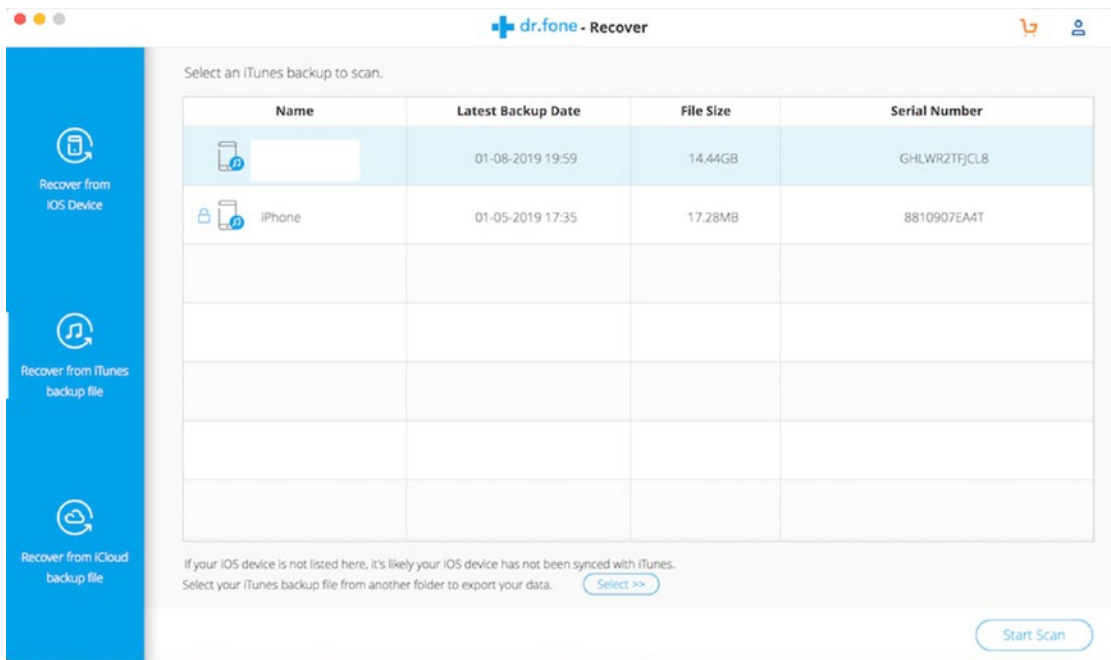 dr.fone - Recover
Select an iTunes backup to scan.
Name Latest Backup Date File Size Serial Number
01-08-2019 19:59 14.44GB GHLWR2TFJCL8
iPhone 01-05-2019 17:35 17.28MB 8810907EA4T
Recover from
iOS Device
Recover from iTunes
backup file
Recover from iCloud
backup file
If your iOS device is not listed here, it's likely your iOS device has not been synced with iTunes.
Select your iTunes backup file from another folder to export your data. Select >>
Start Scan